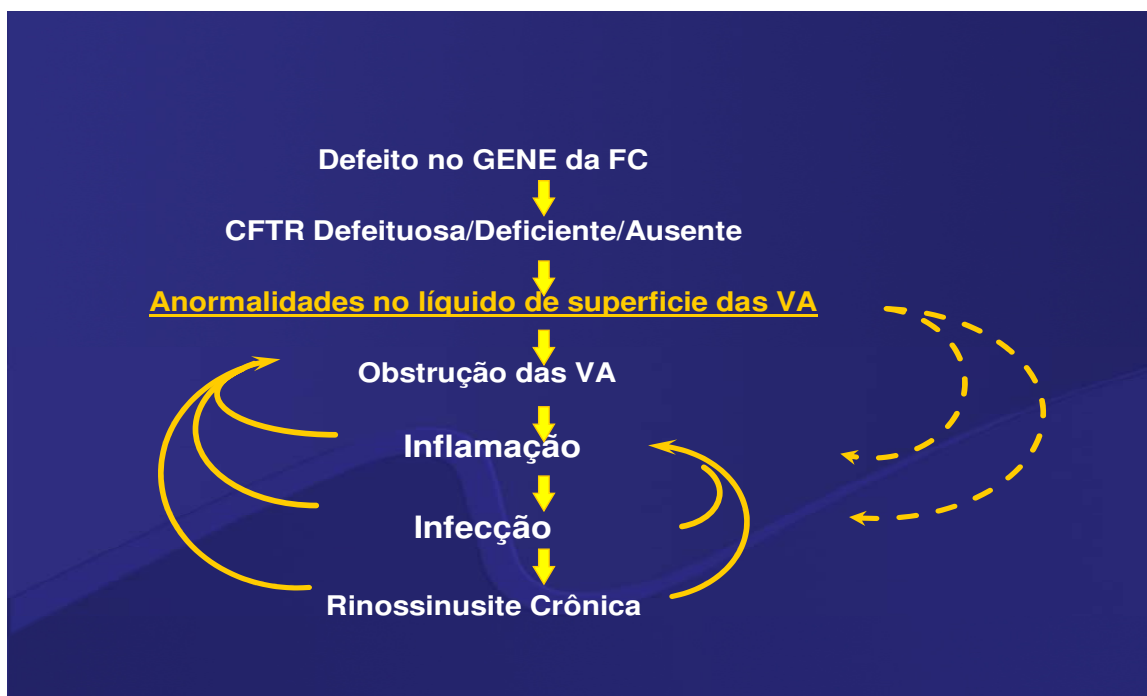 Defeito no GENE da FC
CFTR Defeituosa/Deficiente/Ausente
Anormalidades no líquido de superficie das VA
Obstrução das VA
Inflamação
Infecção
Rinossinusite Crônica